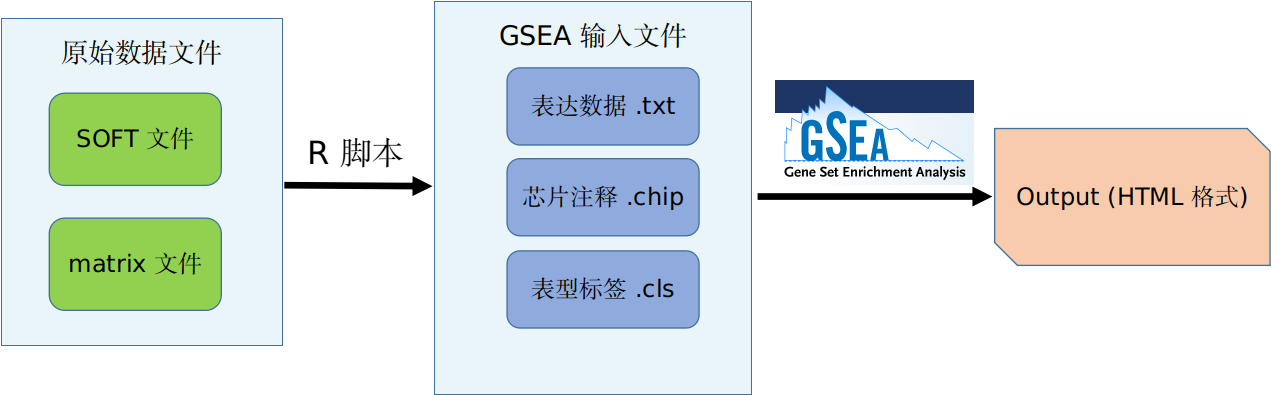 原始数据文件
SOFT 文件
matrix 文件
R 脚本
GSEA 输入文件
表达数据 .txt
芯片注释 .chip
表型标签 .cls
GSEA
Gene Set Enrichment Analysis
Output (HTML 格式)